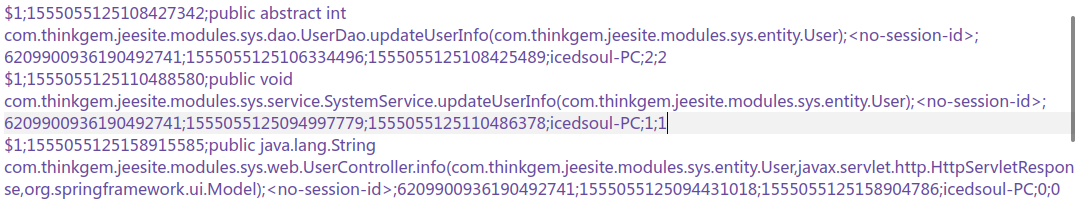 $1;1555055125108427342;public abstract int
com.thinkgem.jeesite.modules.sys.dao.UserDao.updateUserInfo(com.thinkgem.jeesite.modules.sys.entity.User);<no-session-id>;
6209900936190492741;1555055125106334496;1555055125108425489;icedsoul-PC;2;2
$1;1555055125110488580;public void
com.thinkgem.jeesite.modules.sys.service.SystemService.updateUserInfo(com.thinkgem.jeesite.modules.sys.entity.User);<no-session-id>;
6209900936190492741;1555055125094997779;1555055125110486378;icedsoul-PC;1;1
$1;1555055125158915585;public java.lang.String
com.thinkgem.jeesite.modules.sys.web.UserController.info(com.thinkgem.jeesite.modules.sys.entity.User,javax.servlet.http.HttpServletRespon
se,org.springframework.ui.Model);<no-session-id>;6209900936190492741;1555055125094431018;1555055125158904786;icedsoul-PC;0;0